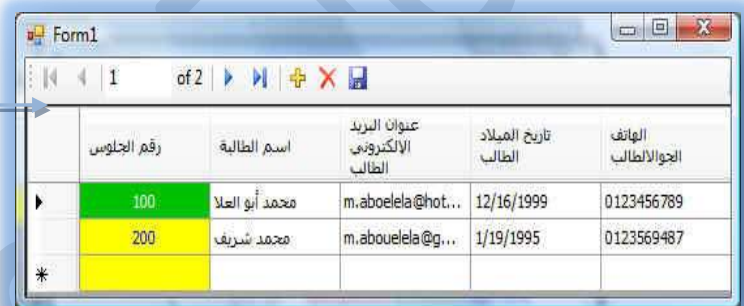 Form1
1 of 2
رقم الجلوس
اسم الطالبة
عنوان البريد
الإلكتروني
الطالب
تاريخ الميلاد
الطالب
الهاتف
الجوالالطالب
100 محمد أبو العلا m.aboelela@hot... 12/16/1999 0123456789
200 محمد شريف m.abouelela@g... 1/19/1995 0123569487